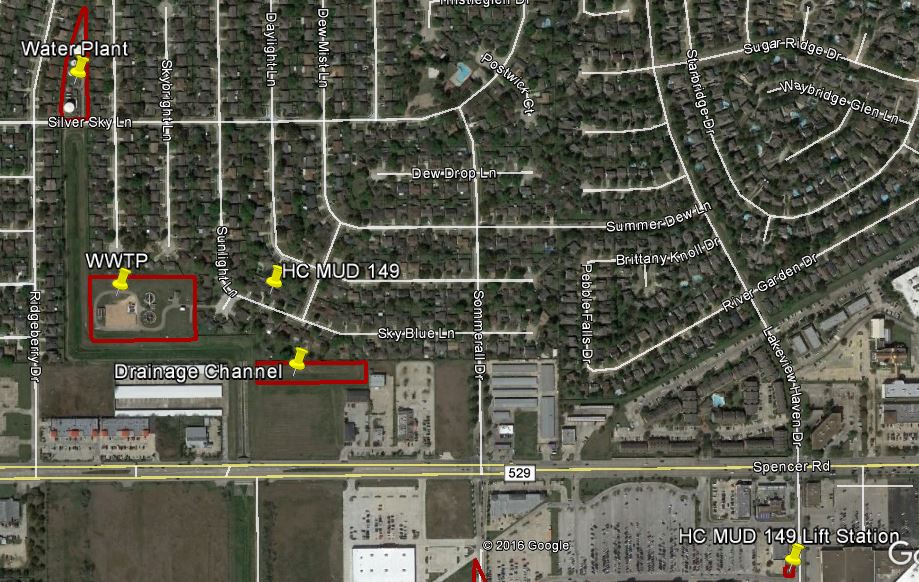 Thistleglen Dr
Water Plant
Daylight Ln
Dew Mist Ln
Sugar Ridge Dr
Postwick Ct
Starbridge Dr
Skybright Ln
Waybridge Glen Ln
Silver Sky Ln
Dew Drop Ln
Summer Dew Ln
Sunlight Ln
Brittany Knoll Dr
WWTP
HC MUD 149
River Garden Dr
Ridgeberry Dr
Sommerall Dr
Pebble Falls Dr
Sky Blue Ln
Lakeview Haven Dr
Drainage Channel
529
Spencer Rd
HC MUD 149 Lift Station
© 2016 Google